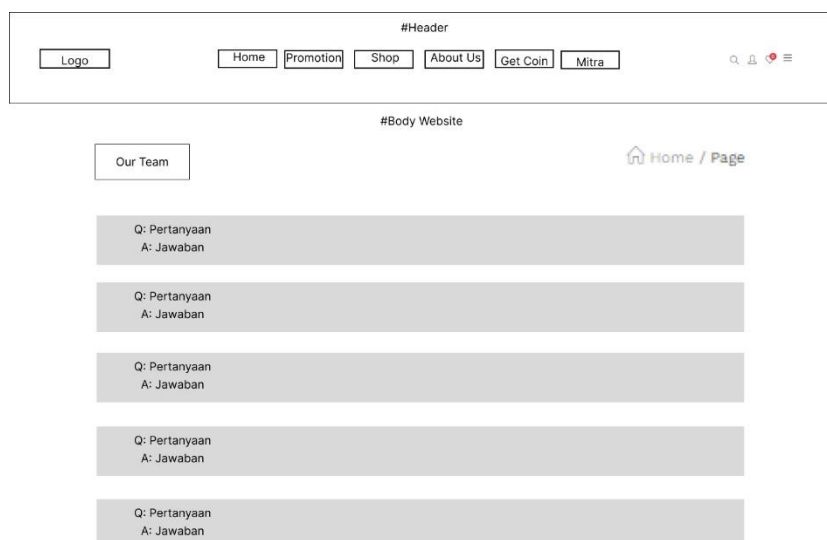 #Header
Logo Home Promotion Shop About Us Get Coin Mitra 0
#Body Website
Our Team Home / Page
Q: Pertanyaan
A: Jawaban
Q: Pertanyaan
A: Jawaban
Q: Pertanyaan
A: Jawaban
Q: Pertanyaan
A: Jawaban
Q: Pertanyaan
A: Jawaban